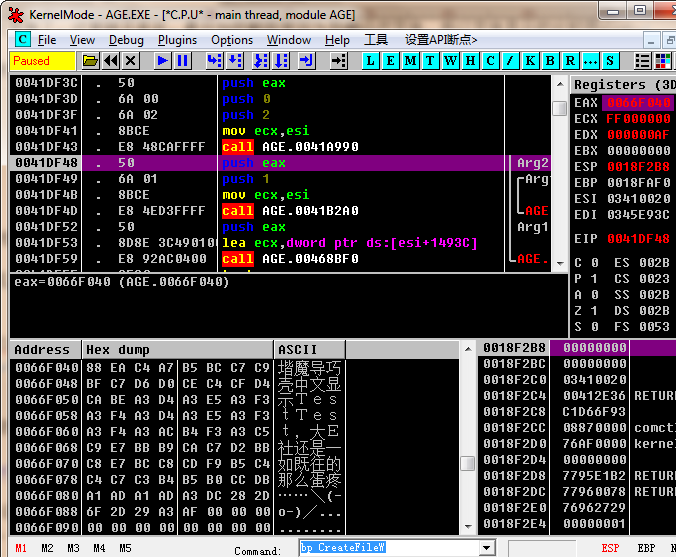 KernelMode - AGE.EXE - [*C.P.U* - main thread, module AGE]
C File View Debug Plugins Options Window Help 工具 设置API断点>
Paused L E M T W H C / K B R ... S
0041DF3C . 50 push eax
0041DF3D . 6A 00 push 0
0041DF3F . 6A 02 push 2
0041DF41 . 8BCE mov ecx,esi
0041DF43 . E8 48CAFFFF call AGE.0041A990
0041DF48 . 50 push eax Arg2
0041DF49 . 6A 01 push 1 Arg
0041DF4B . 8BCE mov ecx,esi
0041DF4D . E8 4ED3FFFF call AGE.0041B2A0 AGE.
0041DF52 . 50 push eax Arg1
0041DF53 . 8D8E 3C490100 lea ecx,dword ptr ds:[esi+1493C]
0041DF59 . E8 92AC0400 call AGE.00468BF0 AGE.
Registers (3D
EAX 0066F040
ECX FF000000
EDX 000000AF
EBX 00000000
ESP 0018F2B8
EBP 0018FAF0
ESI 03410020
EDI 0345E93C
EIP 0041DF48
C 0 ES 002B
P 1 CS 0023
A 0 SS 002B
Z 1 DS 002B
S 0 FS 0053
eax=0066F040 (AGE.0066F040)
Address Hex dump ASCII
0066F040 88 EA C4 A7 B5 BC C7 C9 堦魔导巧
0066F048 BF C7 D6 D0 CE C4 CF D4 壳中文显
0066F050 CA BE A3 D4 A3 E5 A3 F3 示Ｔｅｓ
0066F058 A3 F4 A3 D4 A3 E5 A3 F3 ｔＴｅｓ
0066F060 A3 F4 A3 AC B4 F3 A3 C5 ｔ，大Ｅ
0066F068 C9 E7 BB B9 CA C7 D2 BB 社还是一
0066F070 C8 E7 BC C8 CD F9 B5 C4 如既往的
0066F078 C4 C7 C3 B4 B5 B0 CC DB 那么蛋疼
0066F080 A1 AD A1 AD A3 DC 28 2D ……＼(-
0066F088 6F 2D 29 A3 AF 00 00 00 o-)／...
0066F090 00 00 00 00 00 00 00 00 ........
0018F2B8 00000000
0018F2BC 00000000
0018F2C0 03410020
0018F2C4 00412E36 RETURN
0018F2C8 C1D66F93
0018F2CC 08870000 comct
0018F2D0 76AF0000 kerne
0018F2D4 00000000
0018F2D8 7795E1B2 RETUR
0018F2DC 77960078 RETUR
0018F2E0 76962729
0018F2E4 00000001
M1 M2 M3 M4 M5 Command: bp CreateFileW ESP EBP N